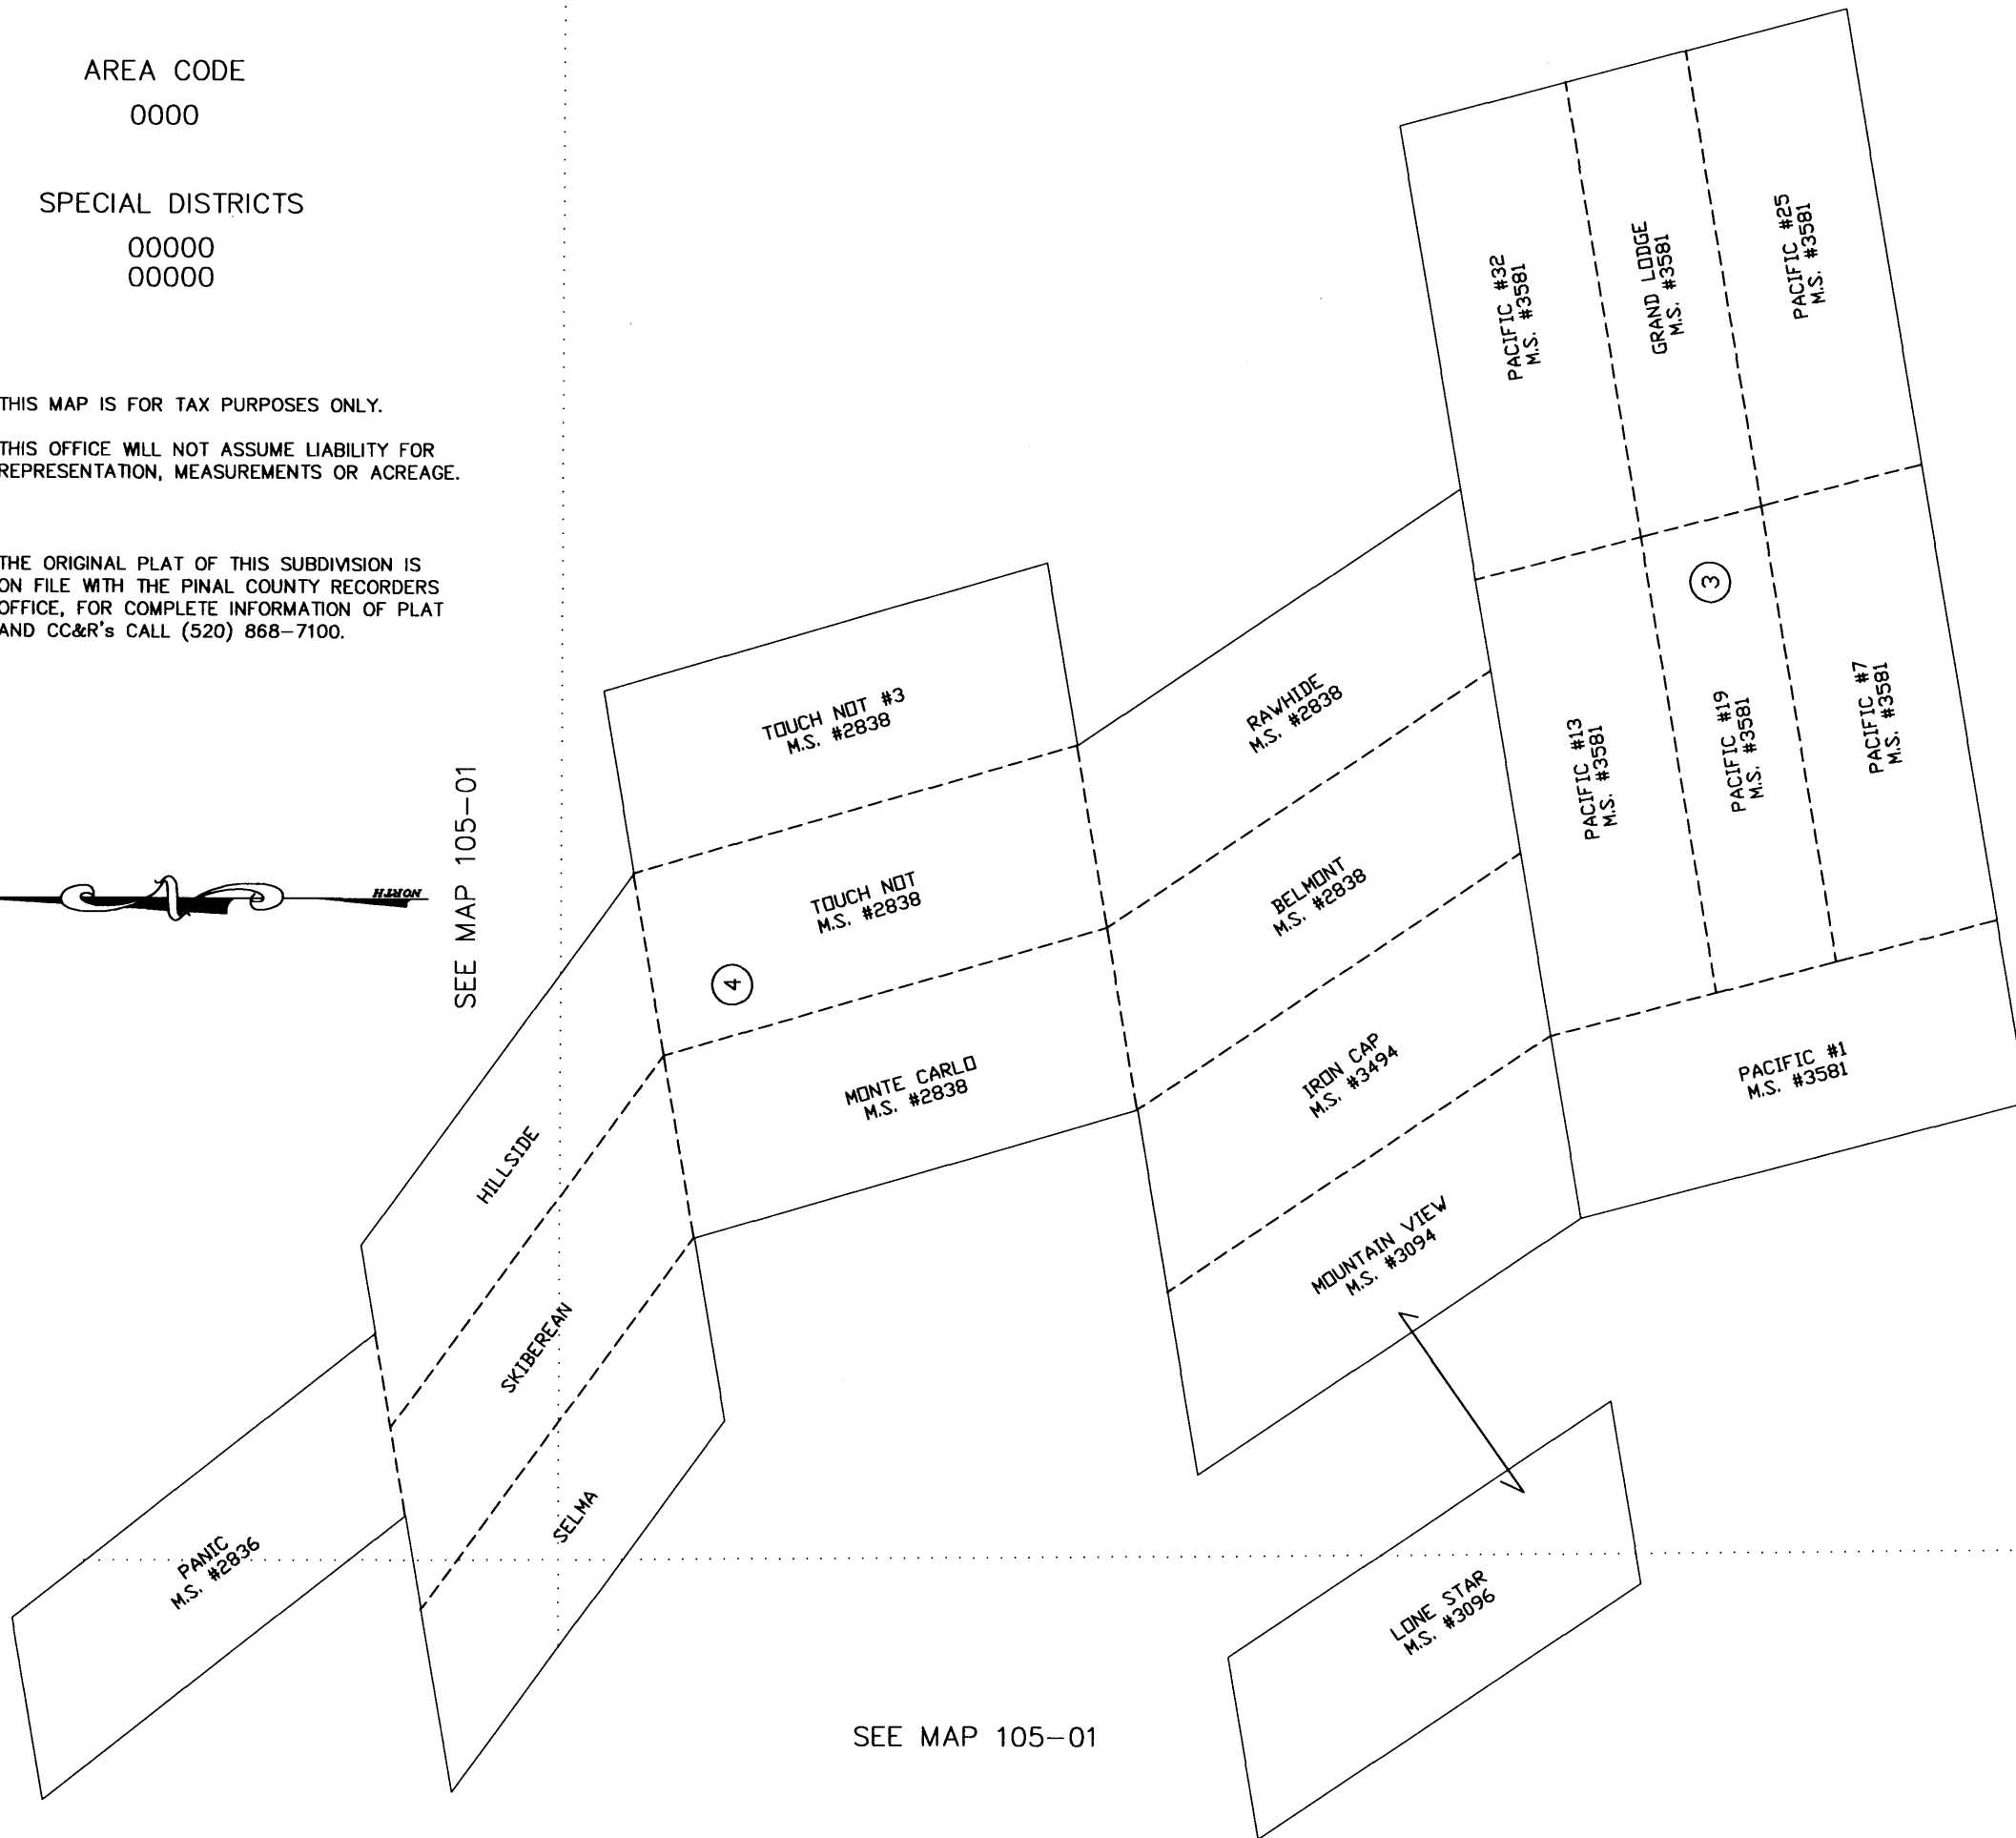 AREA CODE
0000
SPECIAL DISTRICTS
00000
00000
THIS MAP IS FOR TAX PURPOSES ONLY.
THIS OFFICE WILL NOT ASSUME LIABILITY FOR
REPRESENTATION, MEASUREMENTS OR ACREAGE.
THE ORIGINAL PLAT OF THIS SUBDIVISION IS
ON FILE WITH THE PINAL COUNTY RECORDERS
OFFICE, FOR COMPLETE INFORMATION OF PLAT
AND CC&R's CALL (520) 868-7100.
NORTH
SEE MAP 105-01
PACIFIC #32
M.S. #3581
GRAND LODGE
M.S. #3581
PACIFIC #25
M.S. #3581
3
PACIFIC #13
M.S. #3581
PACIFIC #19
M.S. #3581
PACIFIC #7
M.S. #3581
PACIFIC #1
M.S. #3581
TOUCH NOT #3
M.S. #2838
RAWHIDE
M.S. #2838
TOUCH NOT
M.S. #2838
BELMONT
M.S. #2838
4
MONTE CARLO
M.S. #2838
IRON CAP
M.S. #3494
HILLSIDE
MOUNTAIN VIEW
M.S. #3094
SKIBEREAN
SELMA
PANIC
M.S. #2836
LONE STAR
M.S. #3096
SEE MAP 105-01